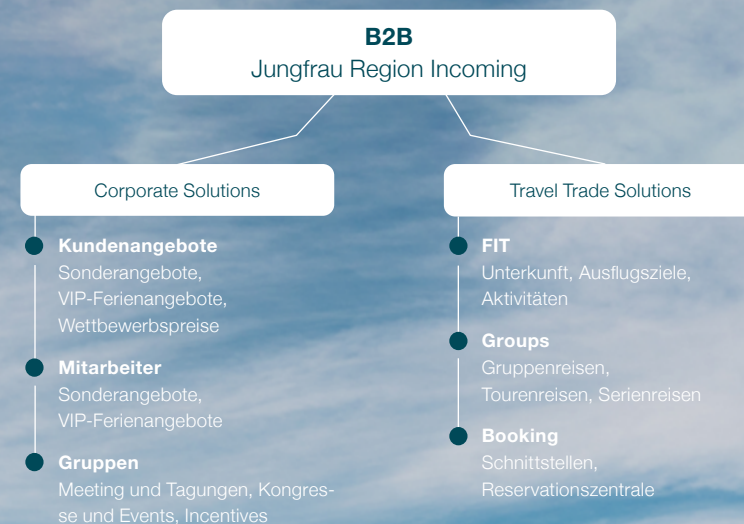 B2B
Jungfrau Region Incoming
Corporate Solutions
Kundenangebote
Sonderangebote,
VIP-Ferienangebote,
Wettbewerbspreise
Mitarbeiter
Sonderangebote,
VIP-Ferienangebote
Gruppen
Meeting und Tagungen, Kongres-
se und Events, Incentives
Travel Trade Solutions
FIT
Unterkunft, Ausflugsziele,
Aktivitäten
Groups
Gruppenreisen,
Tourenreisen, Serienreisen
Booking
Schnittstellen,
Reservationszentrale